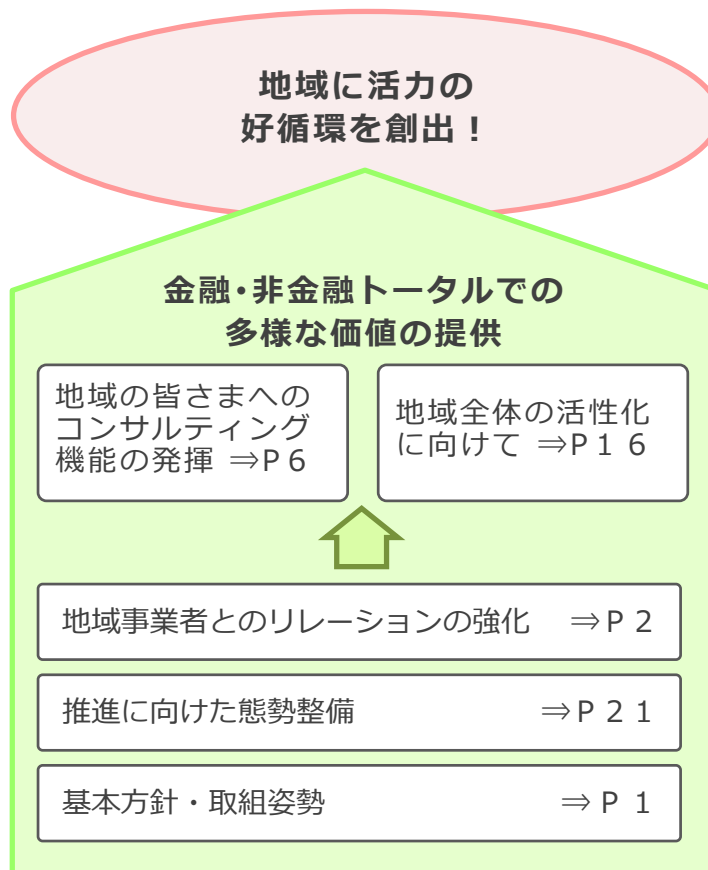 地域に活力の
好循環を創出！
金融・非金融トータルでの
多様な価値の提供
地域の皆さまへの
コンサルティング
機能の発揮 ⇒P６
地域全体の活性化
に向けて ⇒P１６
地域事業者とのリレーションの強化 ⇒P２
推進に向けた態勢整備 ⇒P２１
基本方針・取組姿勢 ⇒P １